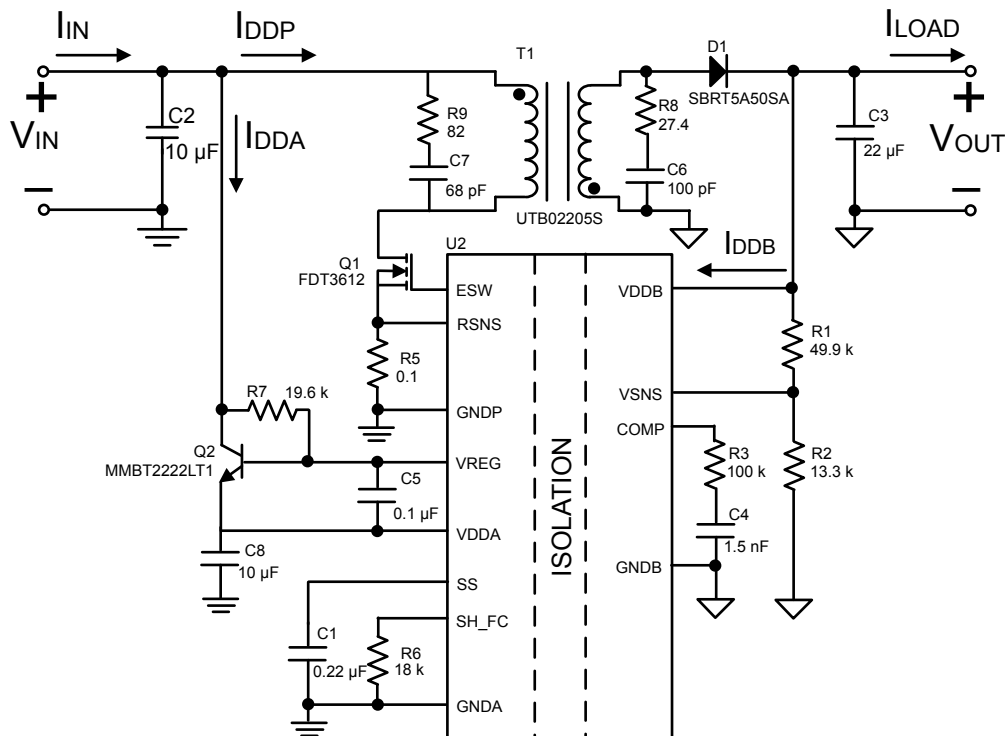 IIN
IDDP
T1
D1
ILOAD
+
VIN
−
C2
10 µF
IDDA
R9
82
C7
68 pF
UTB02205S
R8
27.4
C6
100 pF
SBRT5A50SA
C3
22 µF
+
VOUT
−
Q1
FDT3612
U2
IDDB
ESW
VDDB
RSNS
R5
0.1
R1
49.9 k
R7
19.6 k
GNDP
VSNS
COMP
Q2
MMBT2222LT1
VREG
C5
0.1 µF
VDDA
ISOLATION
R3
100 k
R2
13.3 k
C4
1.5 nF
GNDB
C8
10 µF
SS
SH_FC
C1
0.22 µF
R6
18 k
GNDA